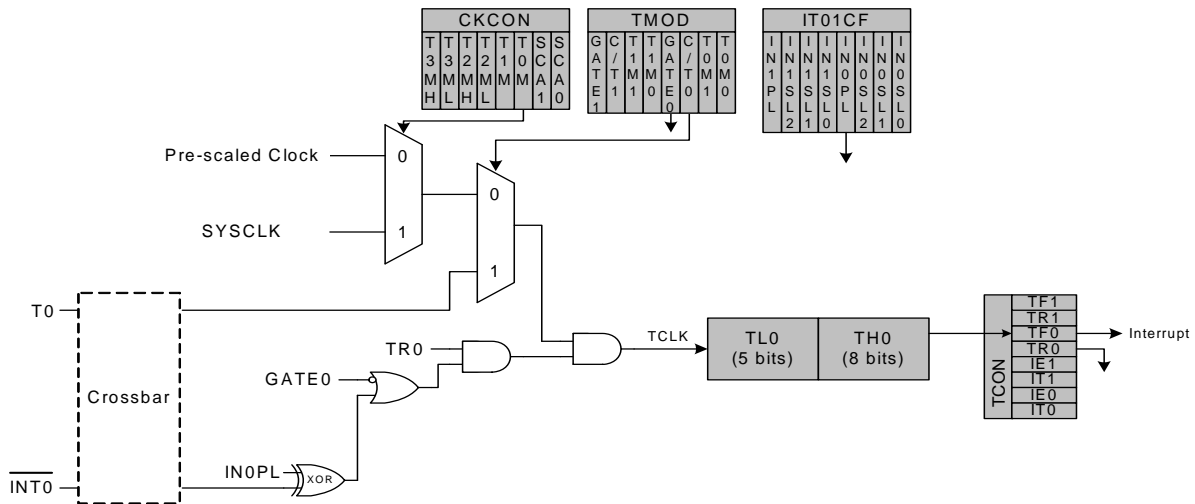 CKCON
T3MH T3ML T2MH T2ML T1M T0M SCA1 SCA0
TMOD
GATE1 C/T1 T1M1 T1M0 GATE0 C/T0 T0M1 T0M0
IT01CF
IN1PL IN1SL2 IN1SL1 IN1SL0 IN0PL IN0SL2 IN0SL1 IN0SL0
Pre-scaled Clock
0
SYSCLK
1
0
1
T0
Crossbar
INT0
TR0
GATE0
IN0PL
XOR
TCLK
TL0
(5 bits)
TH0
(8 bits)
TCON
TF1
TR1
TF0
TR0
IE1
IT1
IE0
IT0
Interrupt